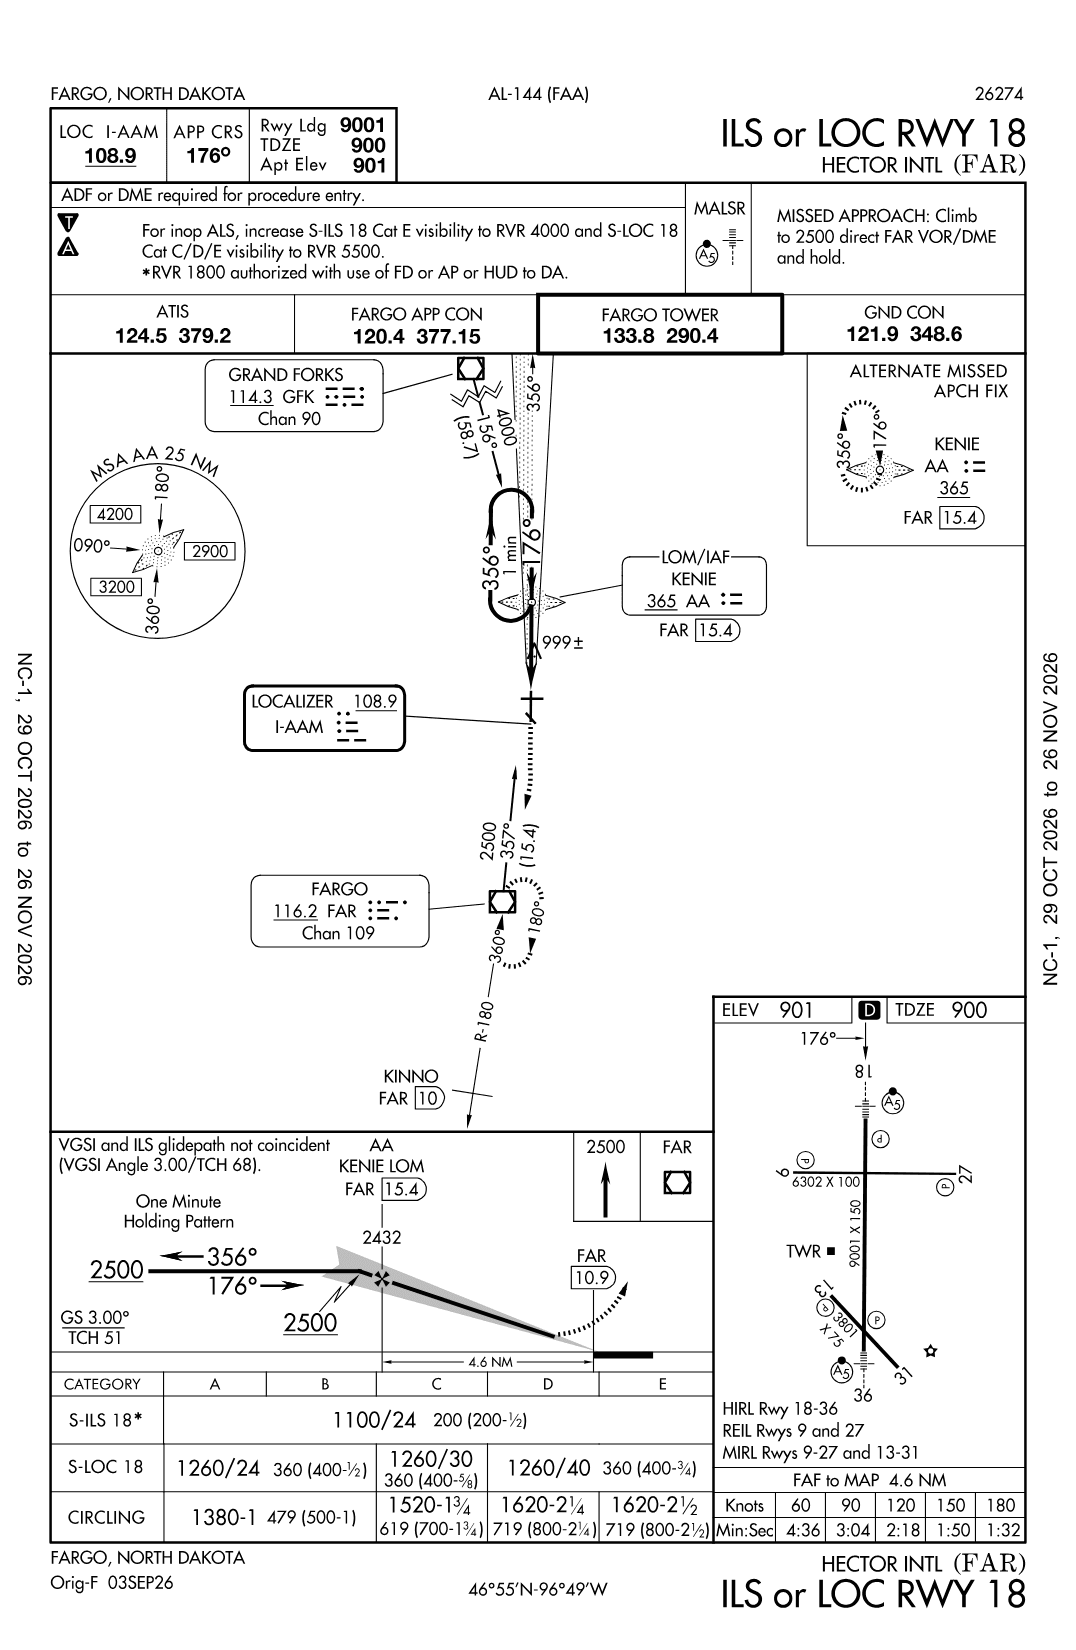 FARGO, NORTH DAKOTA
AL-144 (FAA)
26274
LOC I-AAM
108.9
APP CRS
176°
Rwy Ldg 9001
TDZE 900
Apt Elev 901
ILS or LOC RWY 18
HECTOR INTL (FAR)
ADF or DME required for procedure entry.
T
A
For inop ALS, increase S-ILS 18 Cat E visibility to RVR 4000 and S-LOC 18
Cat C/D/E visibility to RVR 5500.
*RVR 1800 authorized with use of FD or AP or HUD to DA.
MALSR
A5
MISSED APPROACH: Climb
to 2500 direct FAR VOR/DME
and hold.
ATIS
124.5 379.2
FARGO APP CON
120.4 377.15
FARGO TOWER
133.8 290.4
GND CON
121.9 348.6
GRAND FORKS
114.3 GFK
Chan 90
4000
156°
(58.7)
356°
ALTERNATE MISSED
APCH FIX
356°
176°
KENIE
AA
365
FAR 15.4
MSA AA 25 NM
180°
4200
090°
2900
3200
360°
356°
1 min
176°
LOM/IAF
KENIE
365 AA
FAR 15.4
999±
LOCALIZER 108.9
I-AAM
2500
357°
(15.4)
FARGO
116.2 FAR
Chan 109
180°
360°
R-180
KINNO
FAR 10
NC-1, 29 OCT 2026 to 26 NOV 2026
NC-1, 29 OCT 2026 to 26 NOV 2026
ELEV 901
D
TDZE 900
176°
18
A5
P
P
9
27
6302 X 100
P
9001 X 150
TWR
13
P
3801
X 75
P
A5
31
36
HIRL Rwy 18-36
REIL Rwys 9 and 27
MIRL Rwys 9-27 and 13-31
FAF to MAP 4.6 NM
Knots 60 90 120 150 180
Min:Sec 4:36 3:04 2:18 1:50 1:32
VGSI and ILS glidepath not coincident
(VGSI Angle 3.00/TCH 68).
AA
KENIE LOM
FAR 15.4
2500
FAR
One Minute
Holding Pattern
2432
2500
356°
176°
2500
FAR
10.9
GS 3.00°
TCH 51
4.6 NM
CATEGORY A B C D E
S-ILS 18* 1100/24 200 (200-½)
S-LOC 18 1260/24 360 (400-½) 1260/30 360 (400-⅝) 1260/40 360 (400-¾)
CIRCLING 1380-1 479 (500-1) 1520-1¾ 619 (700-1¾) 1620-2¼ 719 (800-2¼) 1620-2½ 719 (800-2½)
FARGO, NORTH DAKOTA
Orig-F 03SEP26
46°55'N-96°49'W
HECTOR INTL (FAR)
ILS or LOC RWY 18